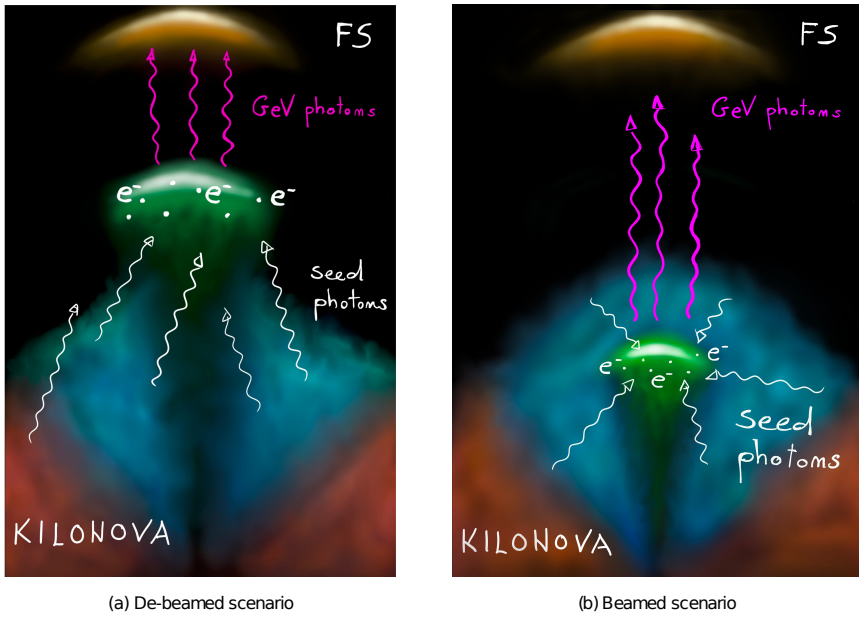 FS
GeV photons
e⁻ e⁻ e⁻
seed
photons
KILONOVA
(a) De-beamed scenario
FS
GeV photons
e⁻
e⁻
e⁻
seed
photons
KILONOVA
(b) Beamed scenario